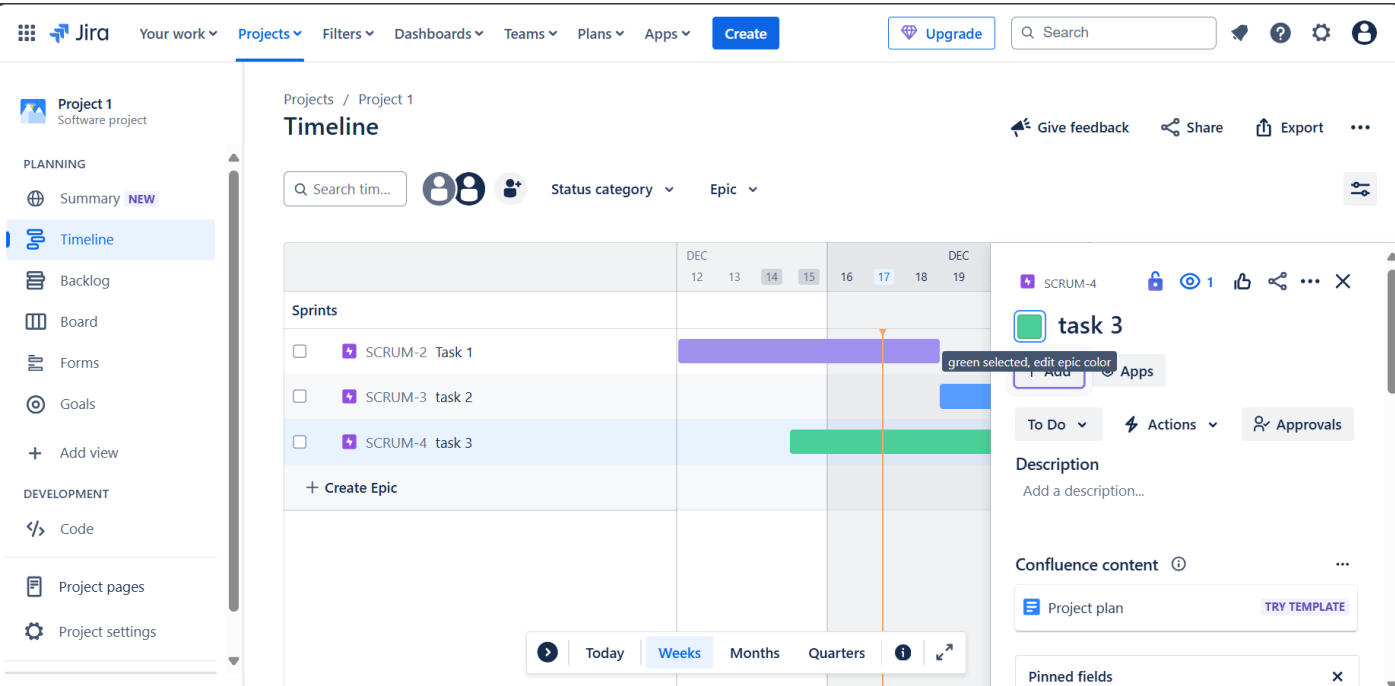 Jira
Your work Projects Filters Dashboards Teams Plans Apps Create Upgrade Search
Project 1
Software project
PLANNING
Summary NEW
Timeline
Backlog
Board
Forms
Goals
Add view
DEVELOPMENT
Code
Project pages
Project settings
Projects / Project 1
Timeline
Give feedback Share Export
Search tim... Status category Epic
DEC DEC
12 13 14 15 16 17 18 19
Sprints
SCRUM-2 Task 1
SCRUM-3 task 2
SCRUM-4 task 3
+ Create Epic
Today Weeks Months Quarters
SCRUM-4 1
task 3
green selected, edit epic color
+ Add Apps
To Do Actions Approvals
Description
Add a description...
Confluence content
Project plan TRY TEMPLATE
Pinned fields